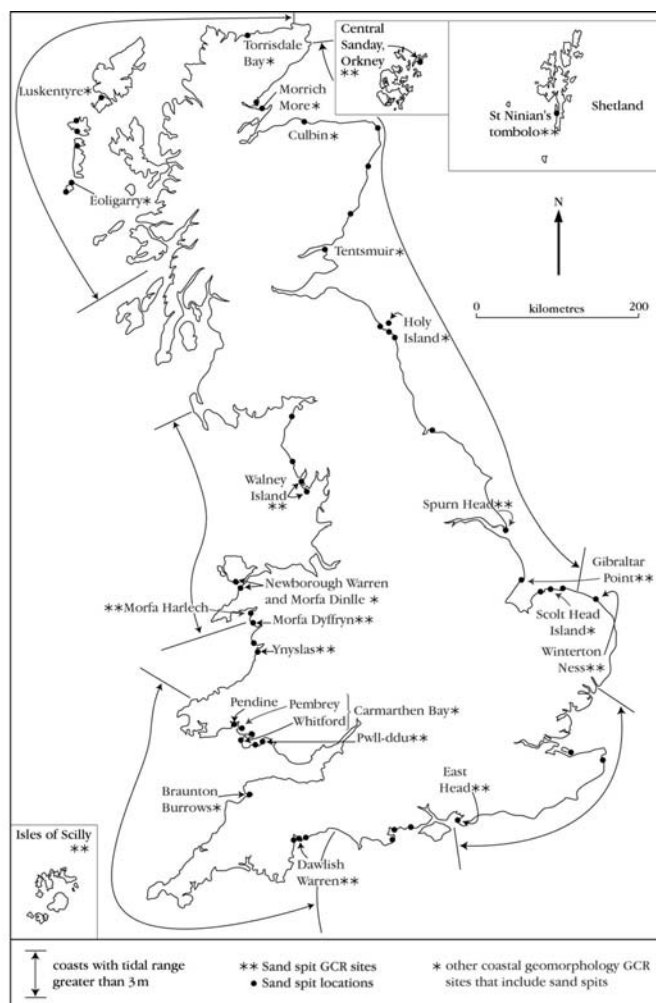 Central
Sanday,
Orkney
**
Torrisdale
Bay*
St Ninian's
tombolo**
Shetland
Luskentyre*
Morrich
More*
Culbin*
Eoligarry*
N
Tentsmuir*
0 kilometres 200
Holy
Island*
Walney
Island
**
Spurn Head**
Gibraltar
Point**
Newborough Warren
and Morfa Dinlle *
**Morfa Harlech
Scolt Head
Island*
Morfa Dyffryn**
Winterton
Ness**
Ynyslas**
Pendine
Pembrey
Whitford
Carmarthen Bay*
Pwll-ddu**
East
Head**
Braunton
Burrows*
Isles of Scilly
**
Dawlish
Warren**
coasts with tidal range
greater than 3m
** Sand spit GCR sites
Sand spit locations
* other coastal geomorphology GCR
sites that include sand spits